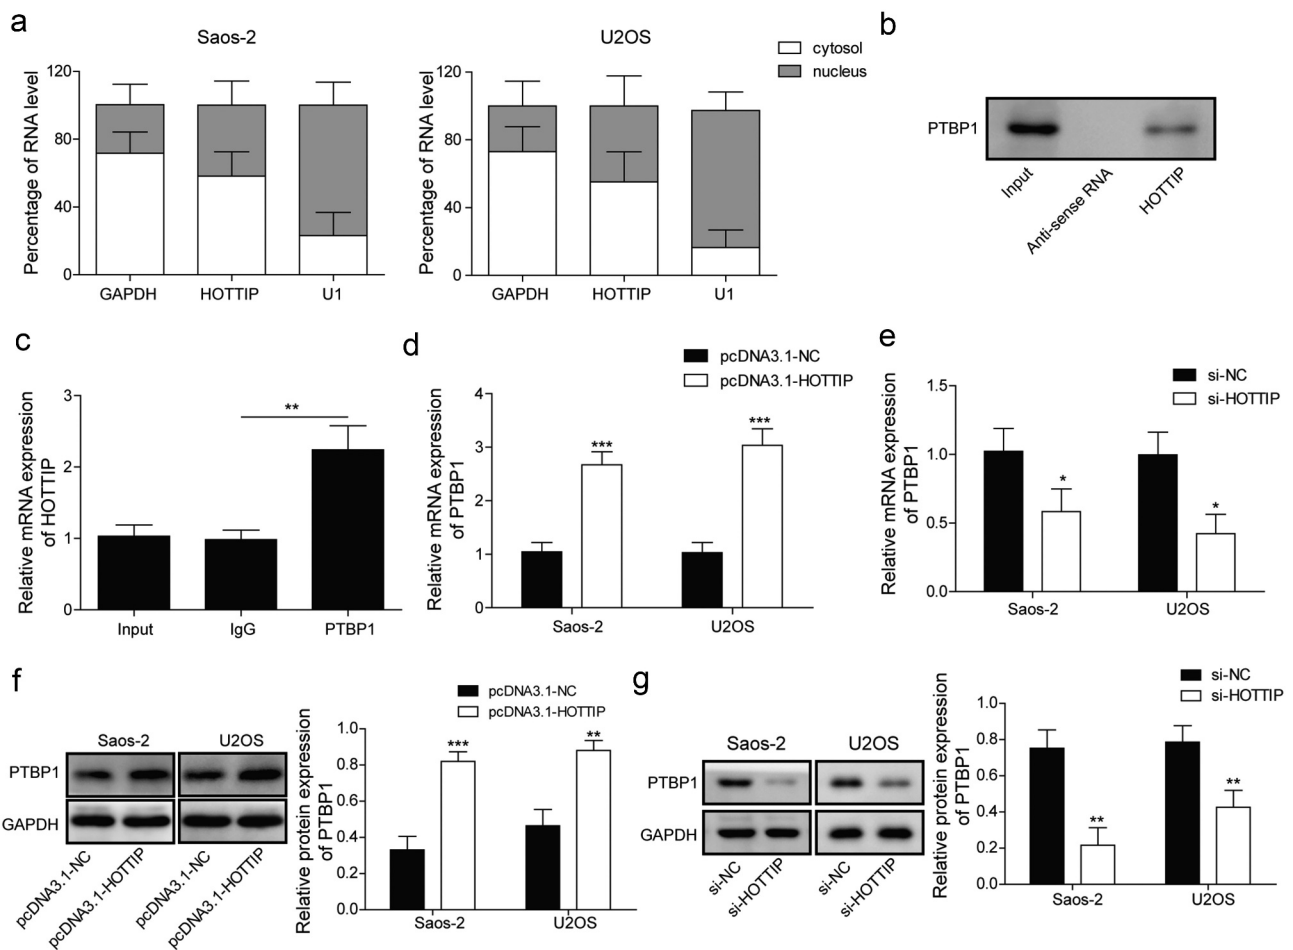 a
Saos-2
U2OS
cytosol
nucleus
Percentage of RNA level
120
80
40
0
GAPDH HOTTIP U1
Percentage of RNA level
120
80
40
0
GAPDH HOTTIP U1
b
PTBP1
Input
Anti-sense RNA
HOTTIP
c
Relative mRNA expression
of HOTTIP
3
2
1
0
**
Input IgG PTBP1
d
pcDNA3.1-NC
pcDNA3.1-HOTTIP
Relative mRNA expression
of PTBP1
4
3
2
1
0
***
***
Saos-2 U2OS
e
si-NC
si-HOTTIP
Relative mRNA expression
of PTBP1
1.5
1.0
0.5
0.0
*
*
Saos-2 U2OS
f
Saos-2 U2OS
PTBP1
GAPDH
pcDNA3.1-NC
pcDNA3.1-HOTTIP
pcDNA3.1-NC
pcDNA3.1-HOTTIP
pcDNA3.1-NC
pcDNA3.1-HOTTIP
Relative protein expression
of PTBP1
1.0
0.8
0.6
0.4
0.2
0.0
***
**
Saos-2 U2OS
g
Saos-2 U2OS
PTBP1
GAPDH
si-NC
si-HOTTIP
si-NC
si-HOTTIP
si-NC
si-HOTTIP
Relative protein expression
of PTBP1
1.0
0.8
0.6
0.4
0.2
0.0
**
**
Saos-2 U2OS